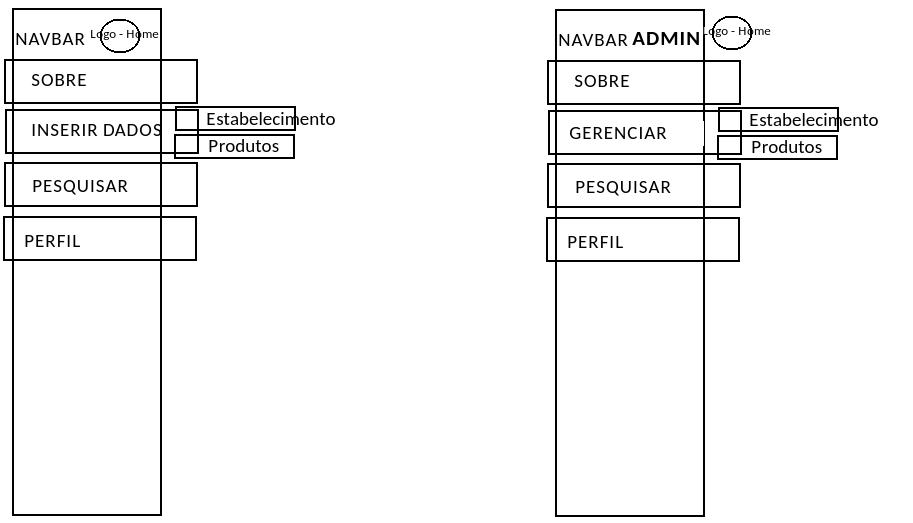 NAVBAR Logo - Home
SOBRE
INSERIR DADOS
Estabelecimento
Produtos
PESQUISAR
PERFIL
NAVBAR ADMIN Logo - Home
SOBRE
GERENCIAR
Estabelecimento
Produtos
PESQUISAR
PERFIL